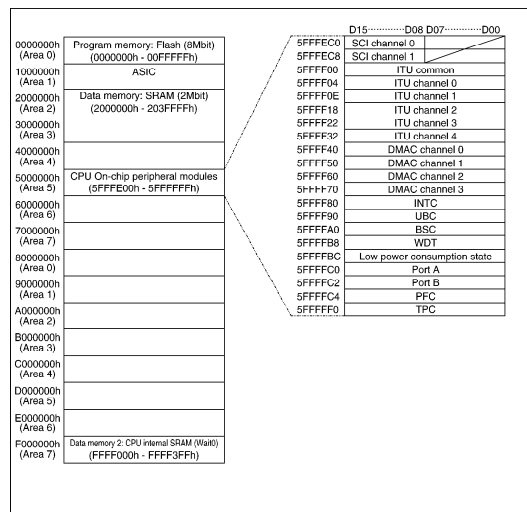 0000000h
(Area 0)
Program memory: Flash (8Mbit)
(0000000h - 00FFFFFh)
1000000h
(Area 1)
ASIC
2000000h
(Area 2)
Data memory: SRAM (2Mbit)
(2000000h - 203FFFFh)
3000000h
(Area 3)
4000000h
(Area 4)
5000000h
(Area 5)
CPU On-chip peripheral modules
(5FFFE00h - 5FFFFFFh)
6000000h
(Area 6)
7000000h
(Area 7)
8000000h
(Area 0)
9000000h
(Area 1)
A000000h
(Area 2)
B000000h
(Area 3)
C000000h
(Area 4)
D000000h
(Area 5)
E000000h
(Area 6)
F000000h
(Area 7)
Data memory 2: CPU internal SRAM (Wait0)
(FFFF000h - FFFF3FFh)
D15··········D08 D07··········D00
5FFFEC0 SCI channel 0
5FFFEC8 SCI channel 1
5FFFF00 ITU common
5FFFF04 ITU channel 0
5FFFF0E ITU channel 1
5FFFF18 ITU channel 2
5FFFF22 ITU channel 3
5FFFF32 ITU channel 4
5FFFF40 DMAC channel 0
5FFFF50 DMAC channel 1
5FFFF60 DMAC channel 2
5FFFF70 DMAC channel 3
5FFFF80 INTC
5FFFF90 UBC
5FFFFA0 BSC
5FFFFB8 WDT
5FFFFBC Low power consumption state
5FFFFC0 Port A
5FFFFC2 Port B
5FFFFC4 PFC
5FFFFF0 TPC